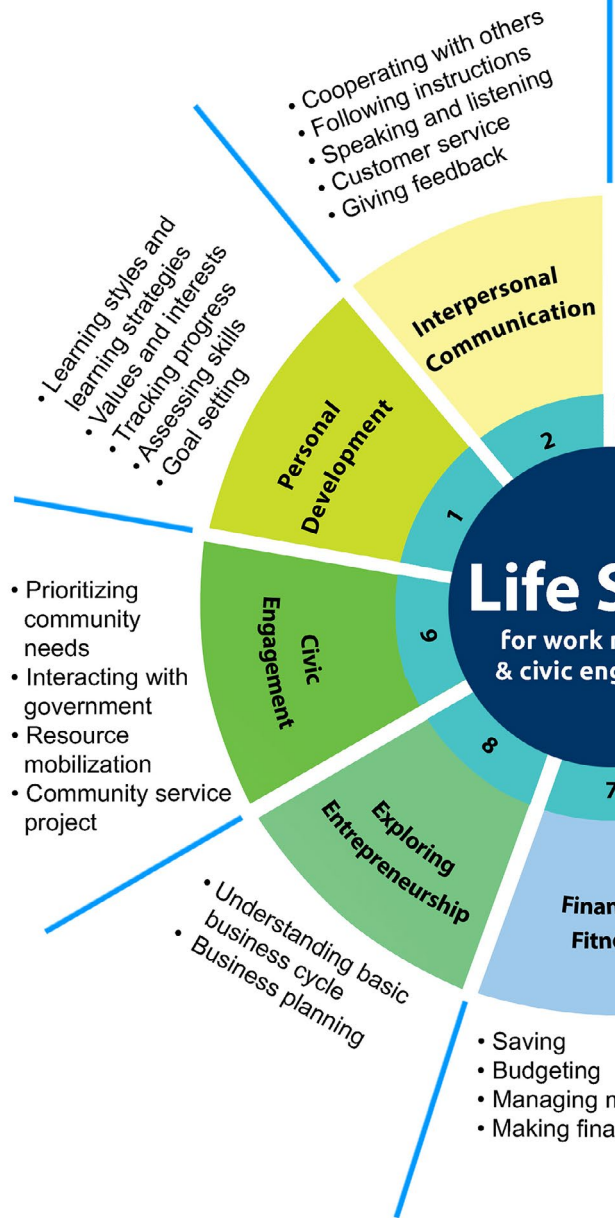 • Cooperating with others
• Following instructions
• Speaking and listening
• Customer service
• Giving feedback
Interpersonal
Communication
2
• Learning styles and
learning strategies
• Values and interests
• Tracking progress
• Assessing skills
• Goal setting
Personal
Development
1
• Prioritizing
community
needs
• Interacting with
government
• Resource
mobilization
• Community service
project
Civic
Engagement
9
Life S
for work
& civic eng
• Understanding basic
business cycle
• Business planning
Exploring
Entrepreneurship
8
7
Finan
Fitn
• Saving
• Budgeting
• Managing
• Making fina